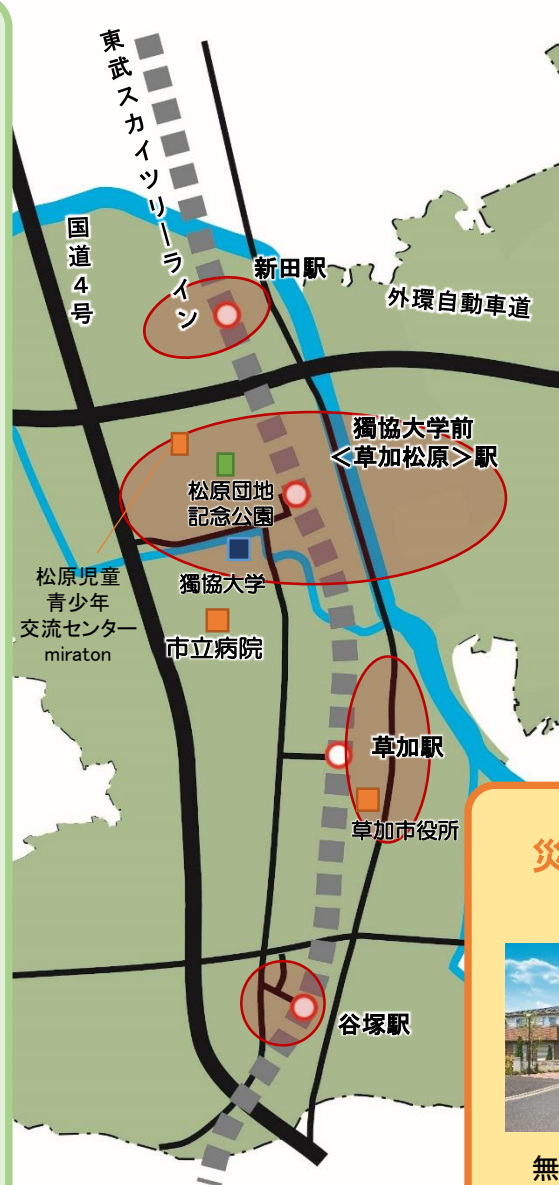 東武スカイツリーライン
国道4号
新田駅
外環自動車道
獨協大学前
<草加松原>駅
松原団地
記念公園
獨協大学
松原児童
青少年
交流センター
miraton
市立病院
草加駅
草加市役所
谷塚駅
災
無